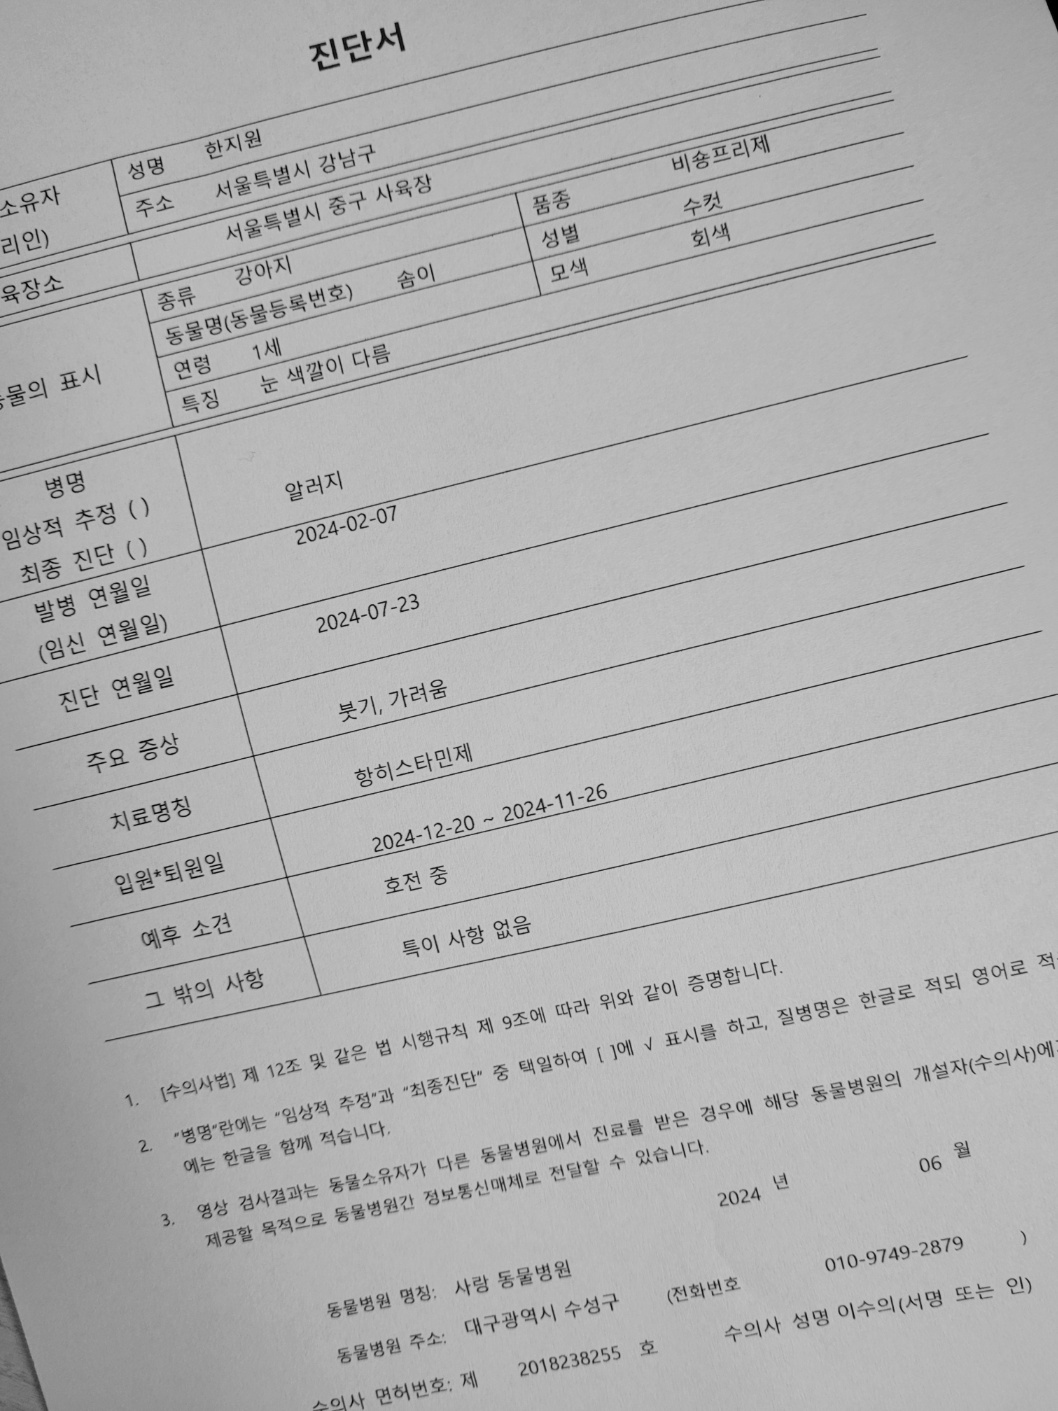 진단서
성명 한지원
소유자
주소 서울특별시 강남구
리인)
육장소 서울특별시 중구 사육장
종류 강아지 품종 비숑프리제
동물명(동물등록번호) 솜이 성별 수컷
물의 표시
연령 1세 모색 회색
특징 눈 색깔이 다름
병명
임상적 추정 ( )
최종 진단 ( )
알러지
발병 연월일
(임신 연월일)
2024-02-07
진단 연월일 2024-07-23
주요 증상 붓기, 가려움
치료명칭 항히스타민제
입원*퇴원일 2024-12-20 ~ 2024-11-26
예후 소견 호전 중
그 밖의 사항 특이 사항 없음
1. [수의사법] 제 12조 및 같은 법 시행규칙 제 9조에 따라 위와 같이 증명합니다.
2. "병명"란에는 "임상적 추정"과 "최종진단" 중 택일하여 [ ]에 √ 표시를 하고, 질병명은 한글로 적되 영어로 적
에는 한글을 함께 적습니다.
3. 영상 검사결과는 동물소유자가 다른 동물병원에서 진료를 받은 경우에 해당 동물병원의 개설자(수의사)에
제공할 목적으로 동물병원간 정보통신매체로 전달할 수 있습니다.
2024 년 06 월
동물병원 명칭: 사랑 동물병원
동물병원 주소: 대구광역시 수성구 (전화번호 010-9749-2879 )
수의사 면허번호: 제 2018238255 호 수의사 성명 이수의(서명 또는 인)